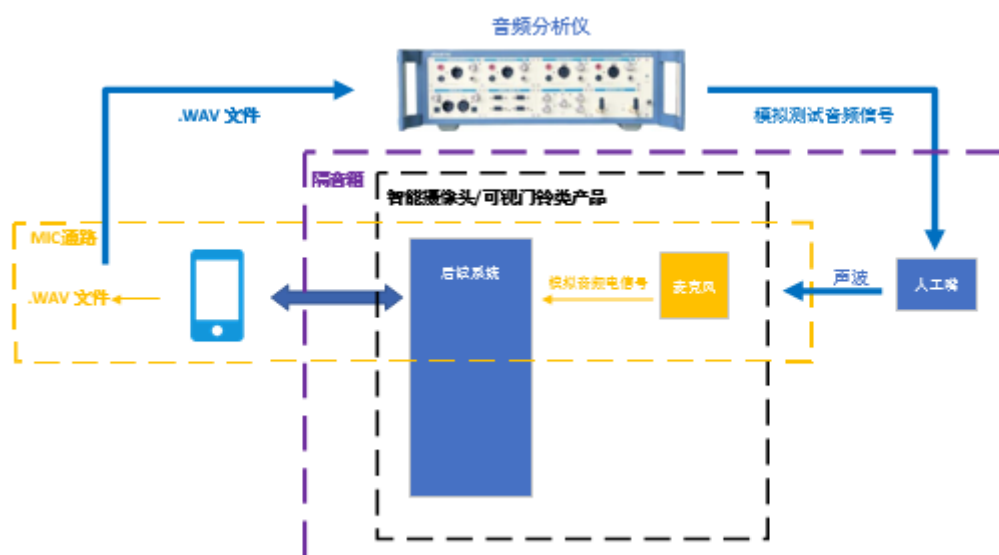 音频分析仪
.WAV 文件
模拟测试音频信号
隔音箱
智能摄像头/可视门铃类产品
MIC通路
后端系统
模拟音频电信号
麦克风
声波
人工嘴
.WAV 文件